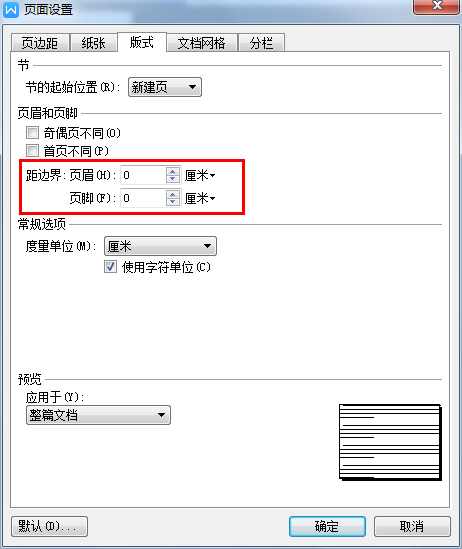 页面设置
页边距 纸张 版式 文档网格 分栏
节
节的起始位置(R): 新建页
页眉和页脚
奇偶页不同(O)
首页不同(P)
距边界: 页眉(H): 0 厘米
页脚(F): 0 厘米
常规选项
度量单位(M): 厘米
使用字符单位(C)
预览
应用于(Y):
整篇文档
默认(D)... 确定 取消